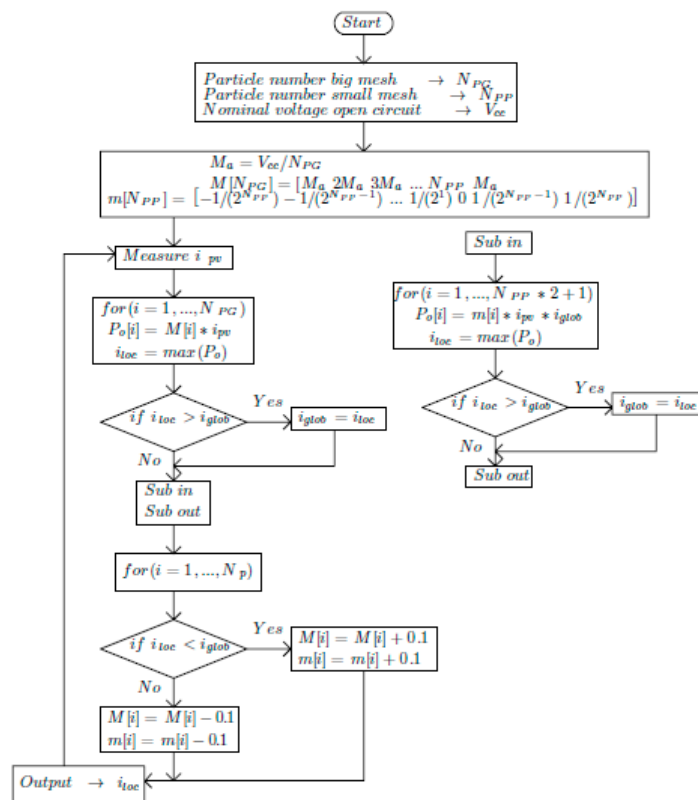 Start
Particle number big mesh → N_PG
Particle number small mesh → N_PP
Nominal voltage open circuit → V_cc
M_a = V_cc/N_PG
M[N_PG] = [M_a 2M_a 3M_a ... N_PP M_a
m[N_PP] = [-1/(2^N_PP) -1/(2^N_PP-1) ... 1/(2^1) 0 1/(2^N_PP-1) 1/(2^N_PP)]
Measure i_pv
for(i = 1, ..., N_PG)
P_o[i] = M[i] * i_pv
i_loc = max(P_o)
if i_loc > i_glob
Yes
i_glob = i_loc
No
Sub in
Sub out
for(i = 1, ..., N_p)
if i_loc < i_glob
Yes
M[i] = M[i] + 0.1
m[i] = m[i] + 0.1
No
M[i] = M[i] - 0.1
m[i] = m[i] - 0.1
Output → i_loc
Sub in
for(i = 1, ..., N_PP * 2 + 1)
P_o[i] = m[i] * i_pv * i_glob
i_loc = max(P_o)
if i_loc > i_glob
Yes
i_glob = i_loc
No
Sub out